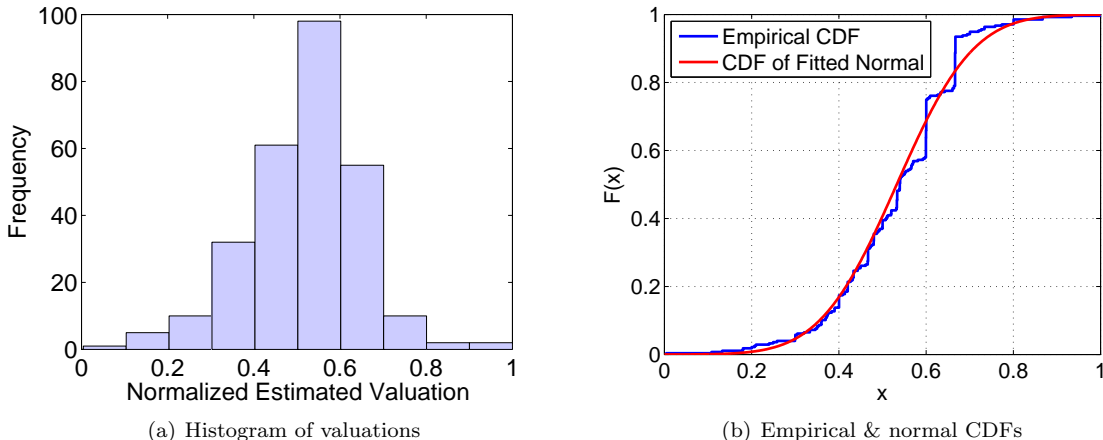 100
80
60
40
20
0
Frequency
0 0.2 0.4 0.6 0.8 1
Normalized Estimated Valuation
(a) Histogram of valuations
1
0.8
0.6
0.4
0.2
0
F(x)
Empirical CDF
CDF of Fitted Normal
0 0.2 0.4 0.6 0.8 1
x
(b) Empirical & normal CDFs